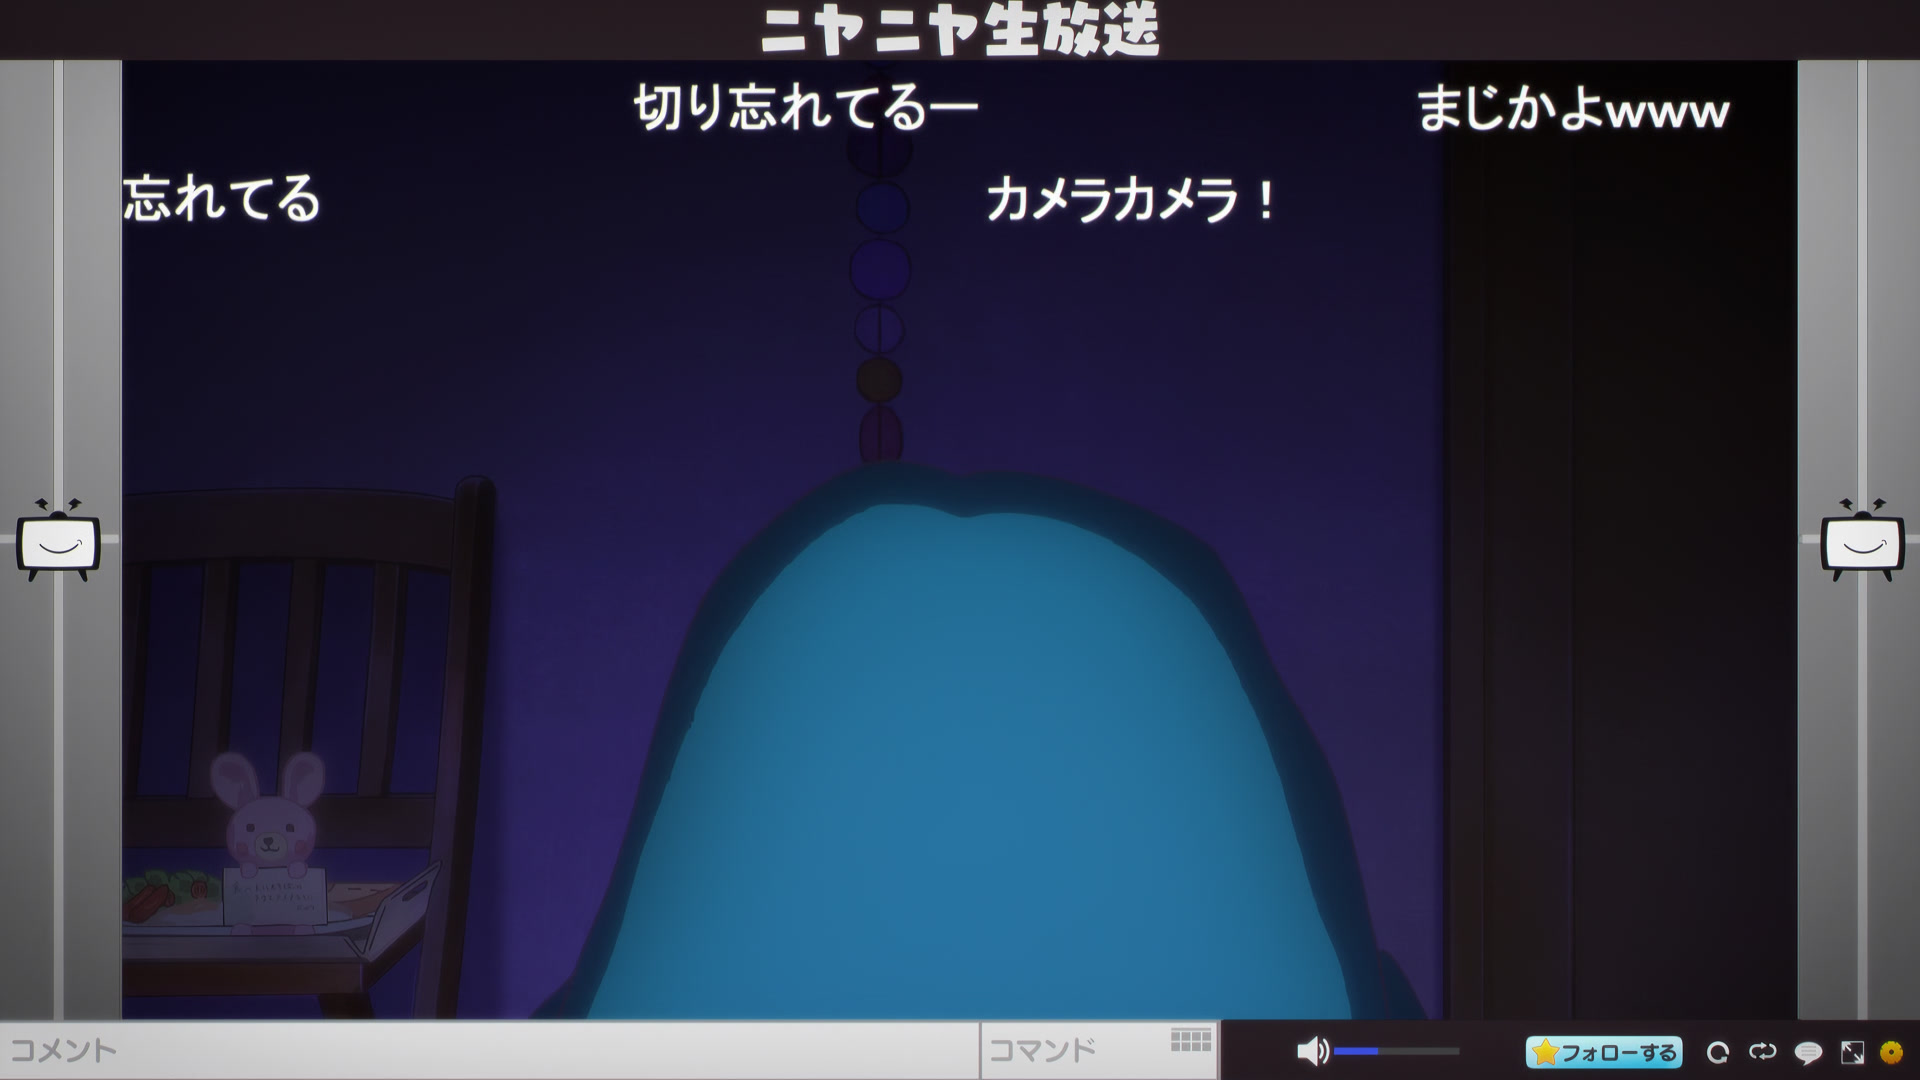 ニヤニヤ生放送
切り忘れてるー
まじかよwww
忘れてる
カメラカメラ！
コメント
コマンド
フォローする